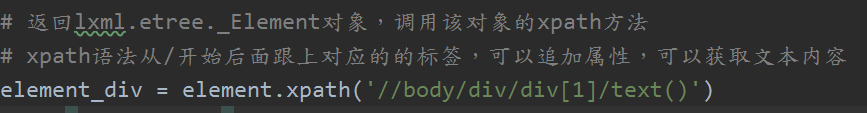 # 返回lxml.etree._Element对象，调用该对象的xpath方法
# xpath语法从/开始后面跟上对应的的标签，可以追加属性，可以获取文本内容
element_div = element.xpath('//body/div/div[1]/text()')